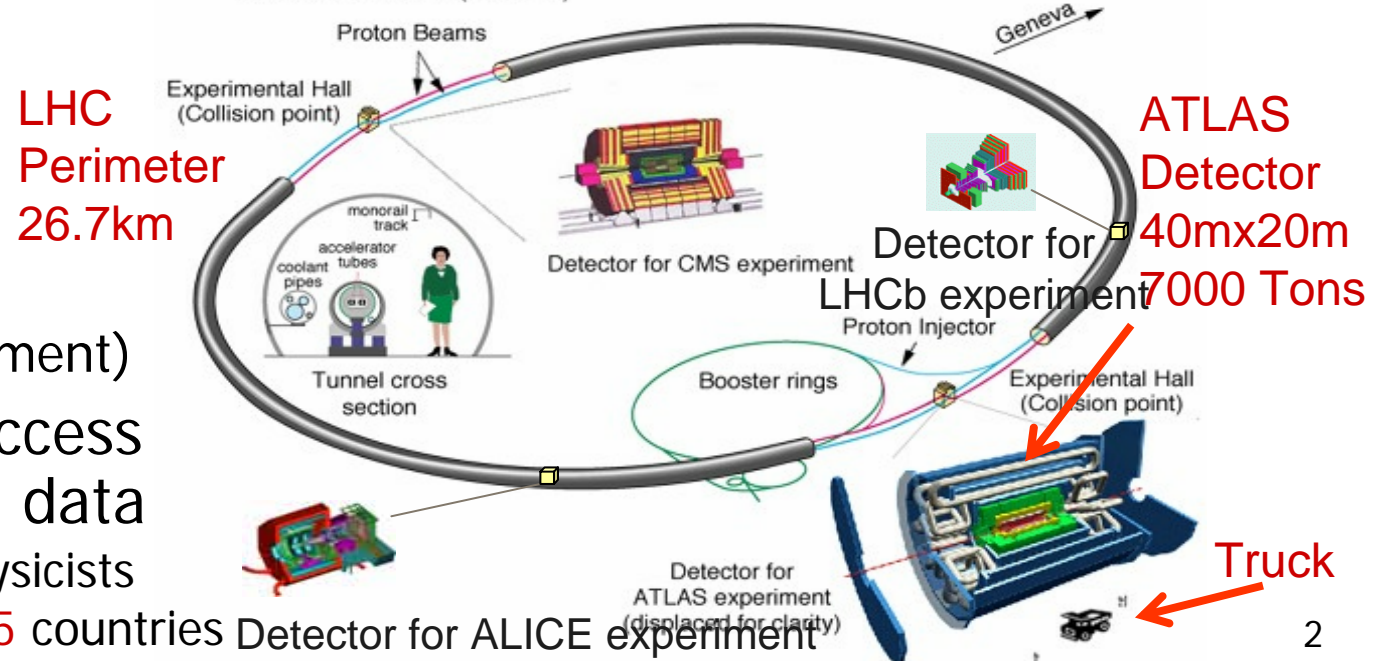 Proton Beams
Geneva
Experimental Hall
(Collision point)
LHC
Perimeter
26.7km
ATLAS
Detector
40mx20m
7000 Tons
monorail
track
accelerator
tubes
coolant
pipes
Tunnel cross
section
Detector for CMS experiment
Detector for
LHCb experiment
Proton Injector
Booster rings
Experimental Hall
(Collision point)
ment)
ccess
data
ysicists
5 countries
Detector for ALICE experiment
Detector for
ATLAS experiment
(displaced for clarity)
Truck
2